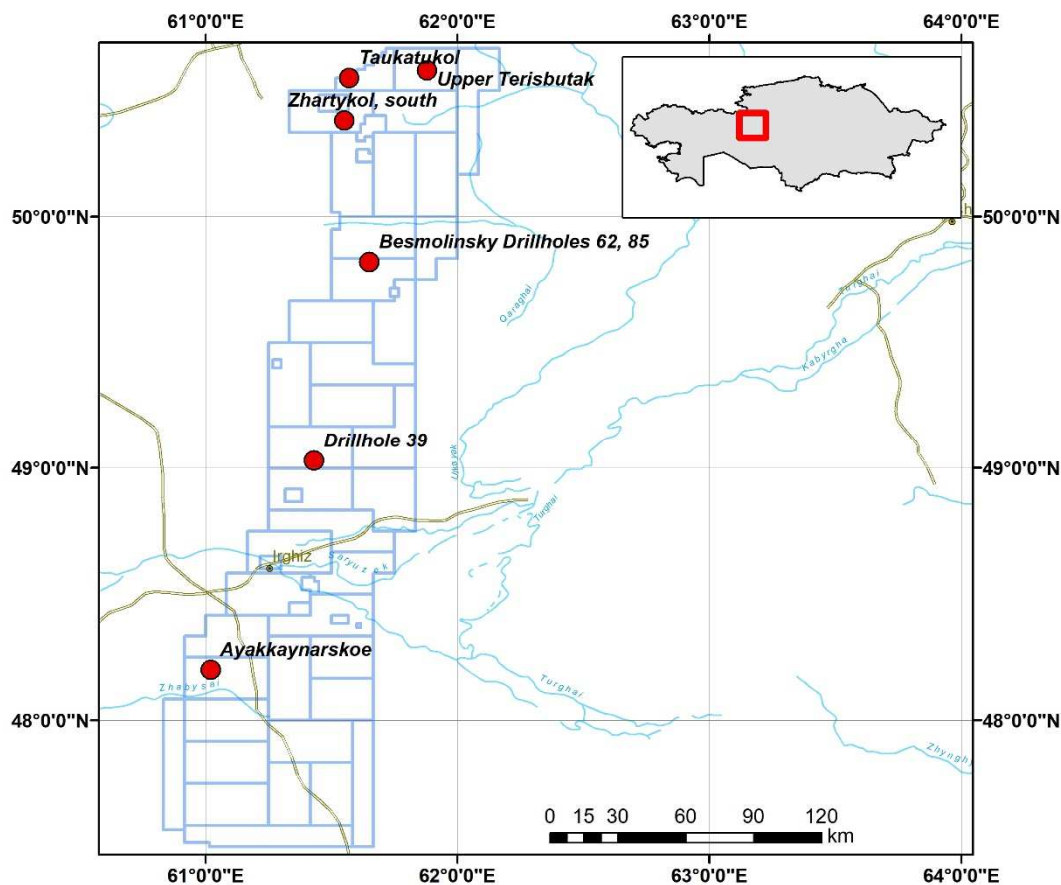 61°0'0"E 62°0'0"E 63°0'0"E 64°0'0"E
Taukatukol
Upper Terisbutak
Zhartykol, south
50°0'0"N 50°0'0"N
h
Besmolinsky Drillholes 62, 85
Turghai
Qaraghai
Kabyrgha
Drillhole 39
49°0'0"N 49°0'0"N
Turghai
Irghiz
Saryuzek
Ayakkaynarskoe
Zhabysai
Turghai
48°0'0"N 48°0'0"N
Zhynghy
0 15 30 60 90 120
km
61°0'0"E 62°0'0"E 63°0'0"E 64°0'0"E